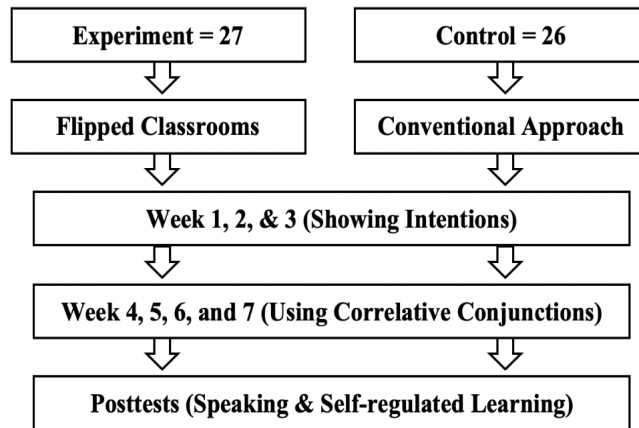 Experiment = 27
Control = 26
Flipped Classrooms
Conventional Approach
Week 1, 2, & 3 (Showing Intentions)
Week 4, 5, 6, and 7 (Using Correlative Conjunctions)
Posttests (Speaking & Self-regulated Learning)